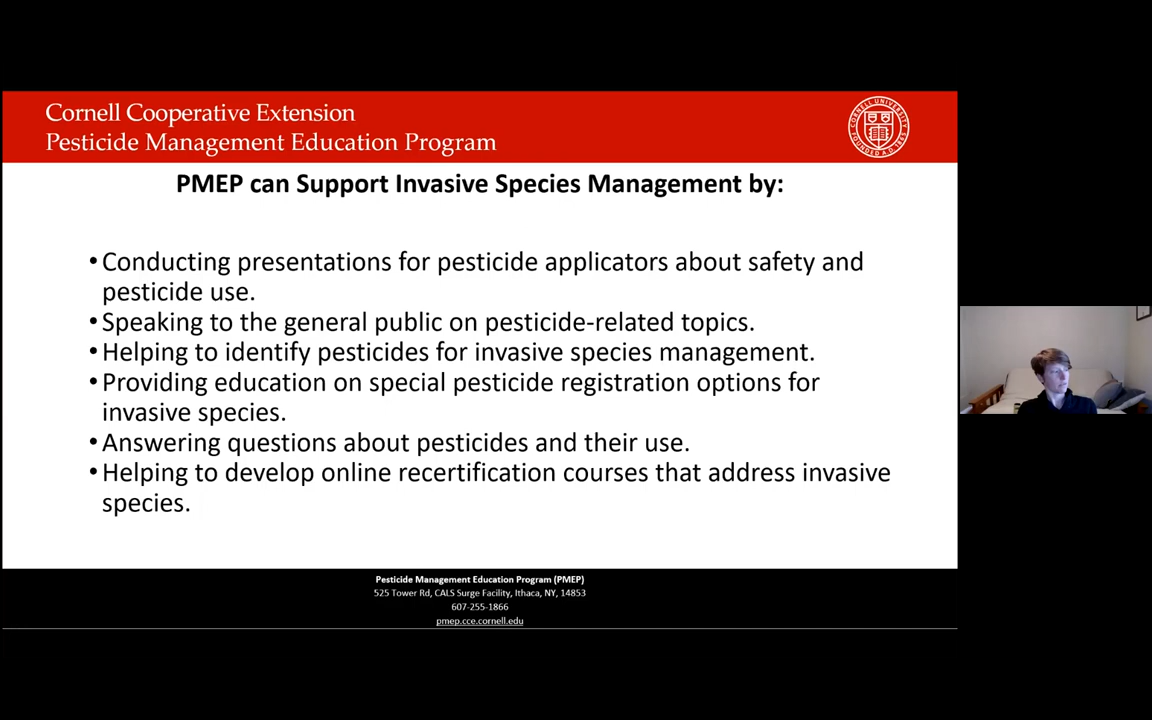 Cornell Cooperative Extension
Pesticide Management Education Program
PMEP can Support Invasive Species Management by:
•Conducting presentations for pesticide applicators about safety and
pesticide use.
•Speaking to the general public on pesticide-related topics.
•Helping to identify pesticides for invasive species management.
•Providing education on special pesticide registration options for
invasive species.
•Answering questions about pesticides and their use.
•Helping to develop online recertification courses that address invasive
species.
Pesticide Management Education Program (PMEP)
525 Tower Rd, CALS Surge Facility, Ithaca, NY, 14853
607-255-1866
pmep.cce.cornell.edu